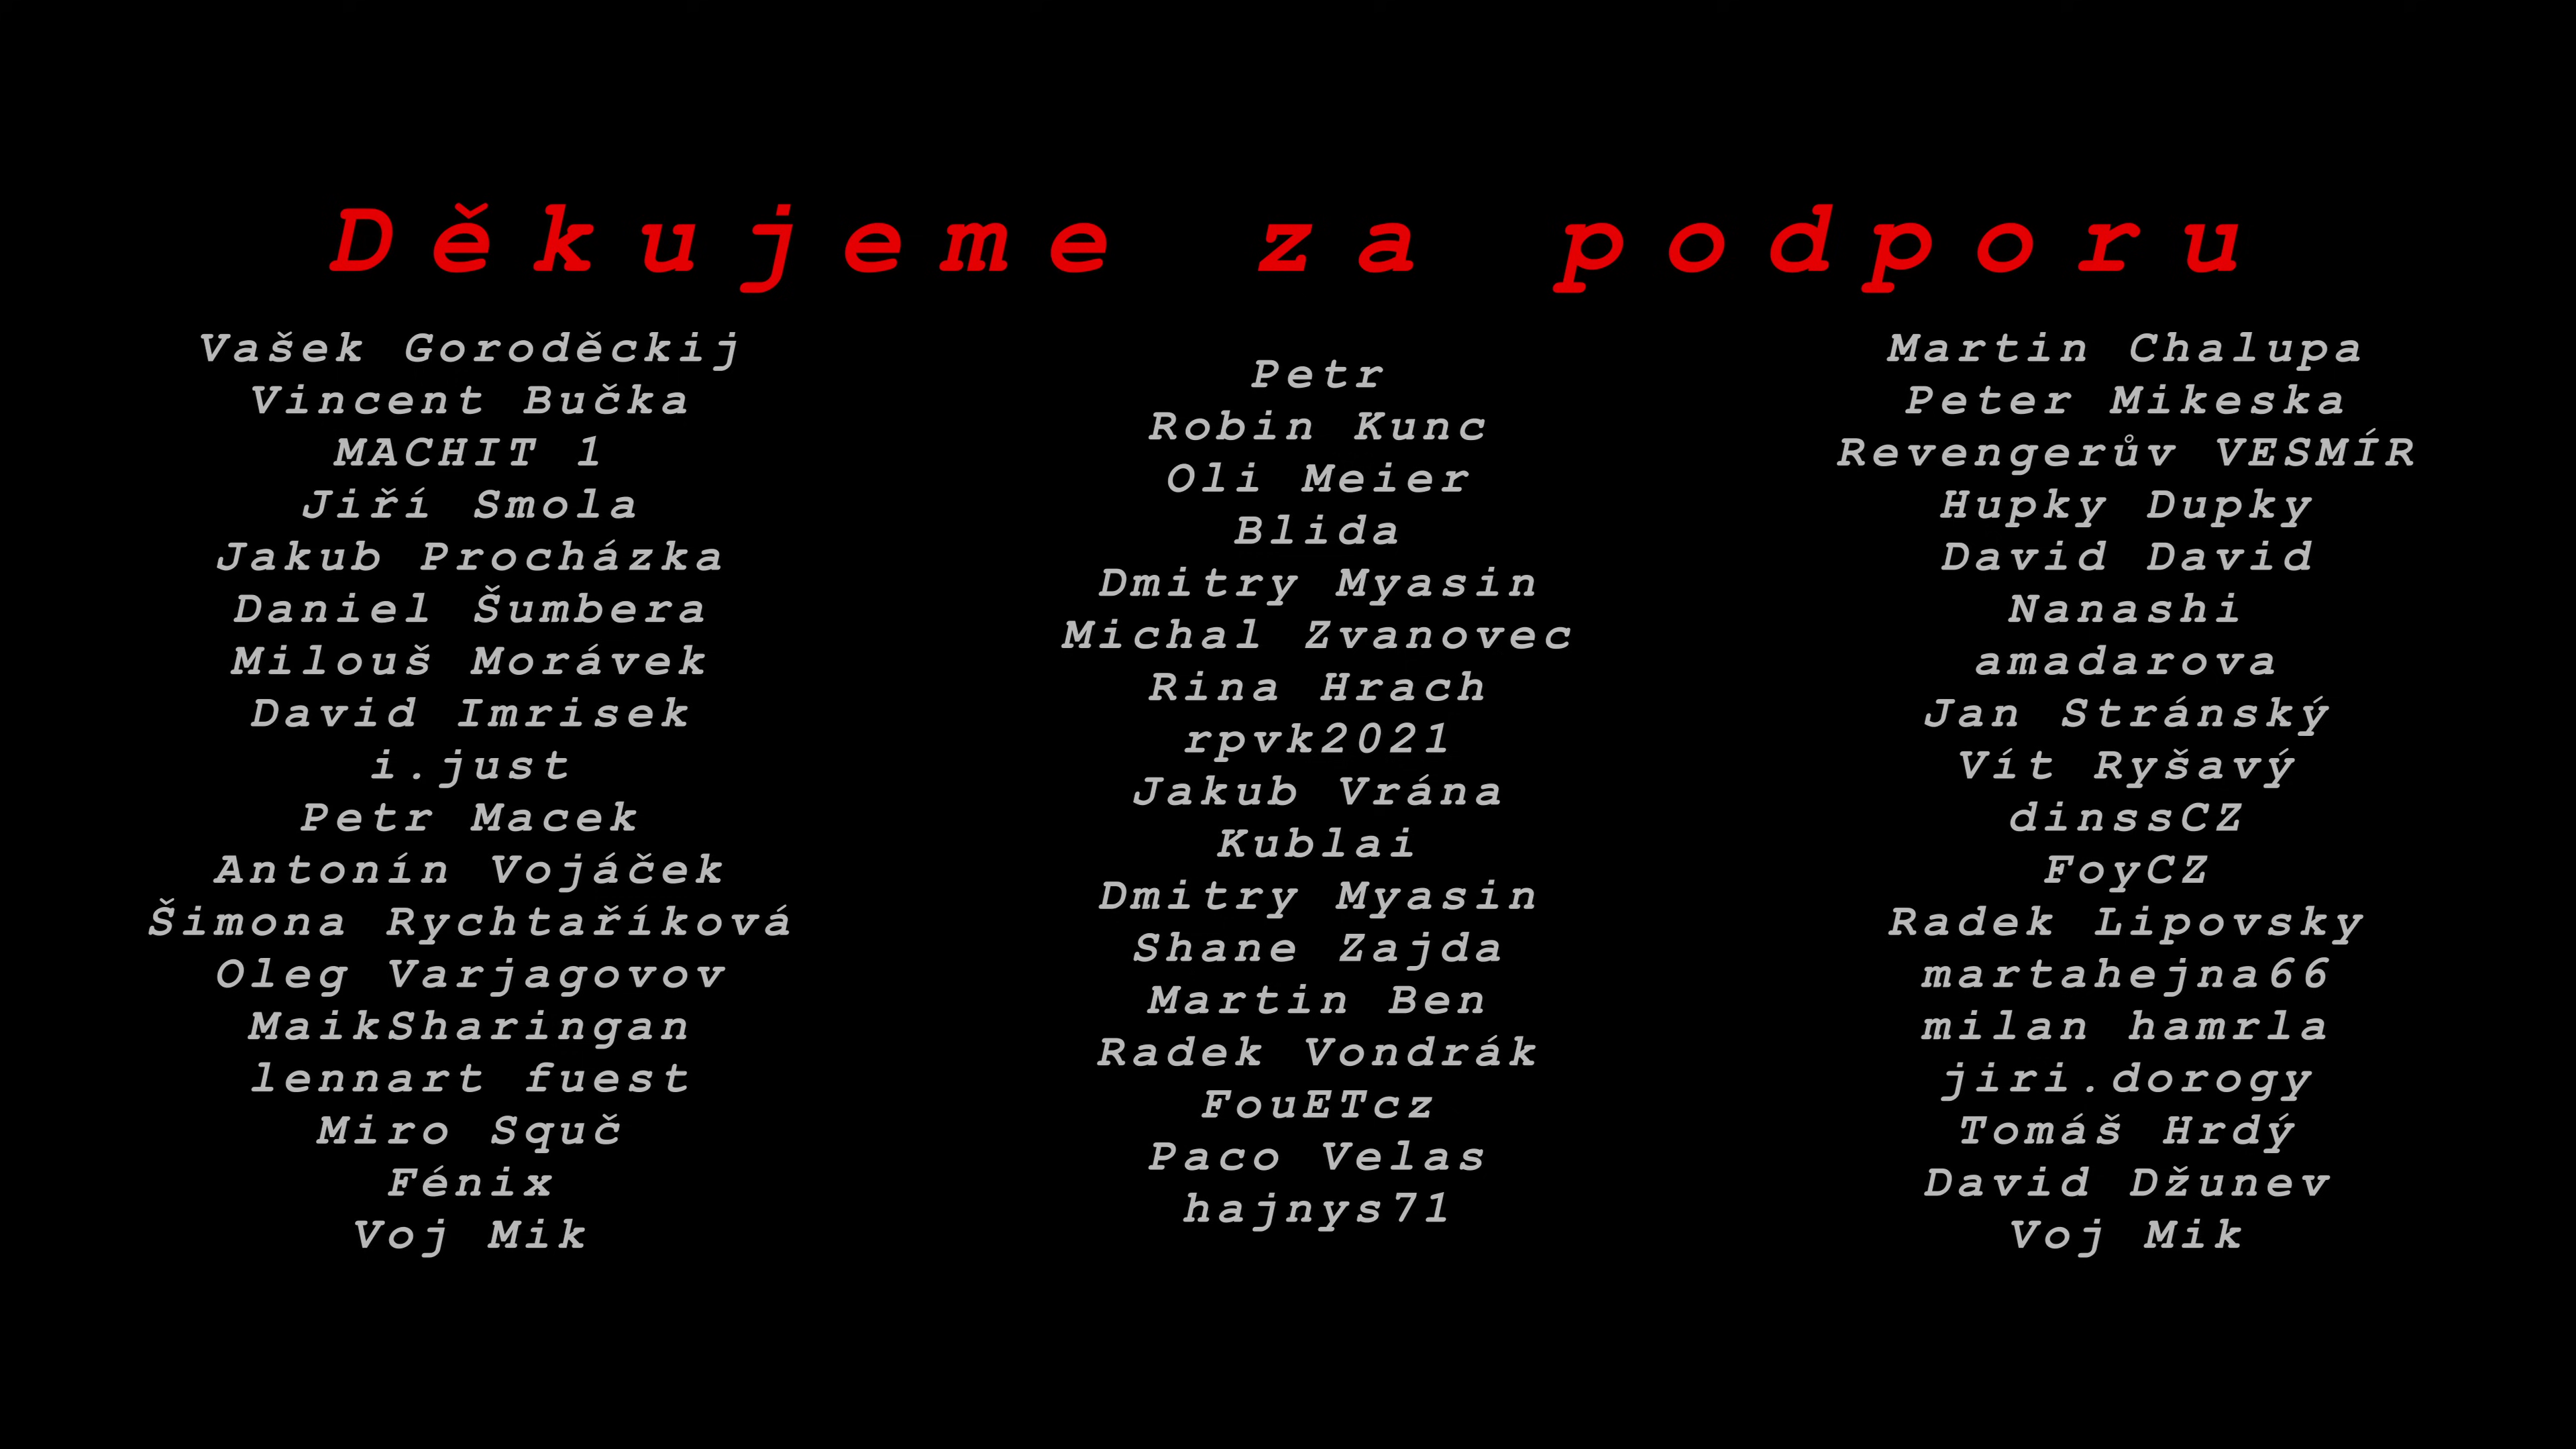 Děkujeme za podporu
Vašek Goroděckij
Vincent Bučka
MACHIT 1
Jiří Smola
Jakub Procházka
Daniel Šumbera
Milouš Morávek
David Imrisek
i.just
Petr Macek
Antonín Vojáček
Šimona Rychtaříková
Oleg Varjagovov
MaikSharingan
lennart fuest
Miro Squč
Fénix
Voj Mik
Petr
Robin Kunc
Oli Meier
Blida
Dmitry Myasin
Michal Zvanovec
Rina Hrach
rpvk2021
Jakub Vrána
Kublai
Dmitry Myasin
Shane Zajda
Martin Ben
Radek Vondrák
FouETcz
Paco Velas
hajnys71
Martin Chalupa
Peter Mikeska
Revengerův VESMÍR
Hupky Dupky
David David
Nanashi
amadarova
Jan Stránský
Vít Ryšavý
dinssCZ
FoyCZ
Radek Lipovsky
martahejna66
milan hamrla
jiri.dorogy
Tomáš Hrdý
David Džunev
Voj Mik